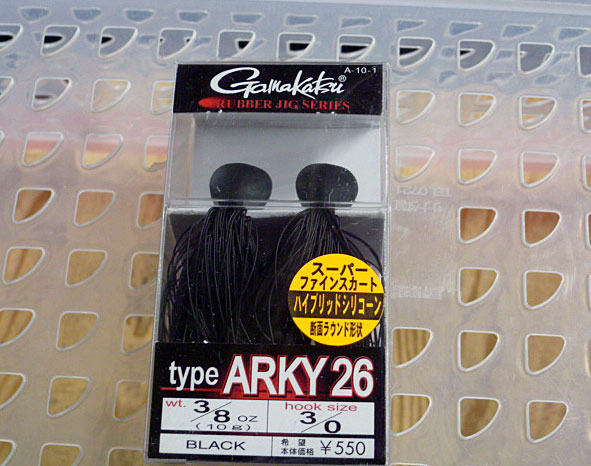 A-10-1
Gamakatsu®
RUBBER JIG SERIES
スーパー
ファインスカート
ハイブリッドシリコーン
断面ラウンド形状
type ARKY 26
wt. 3/8 oz
(10g)
hook size
3/0
BLACK
希望
本体価格 ¥550